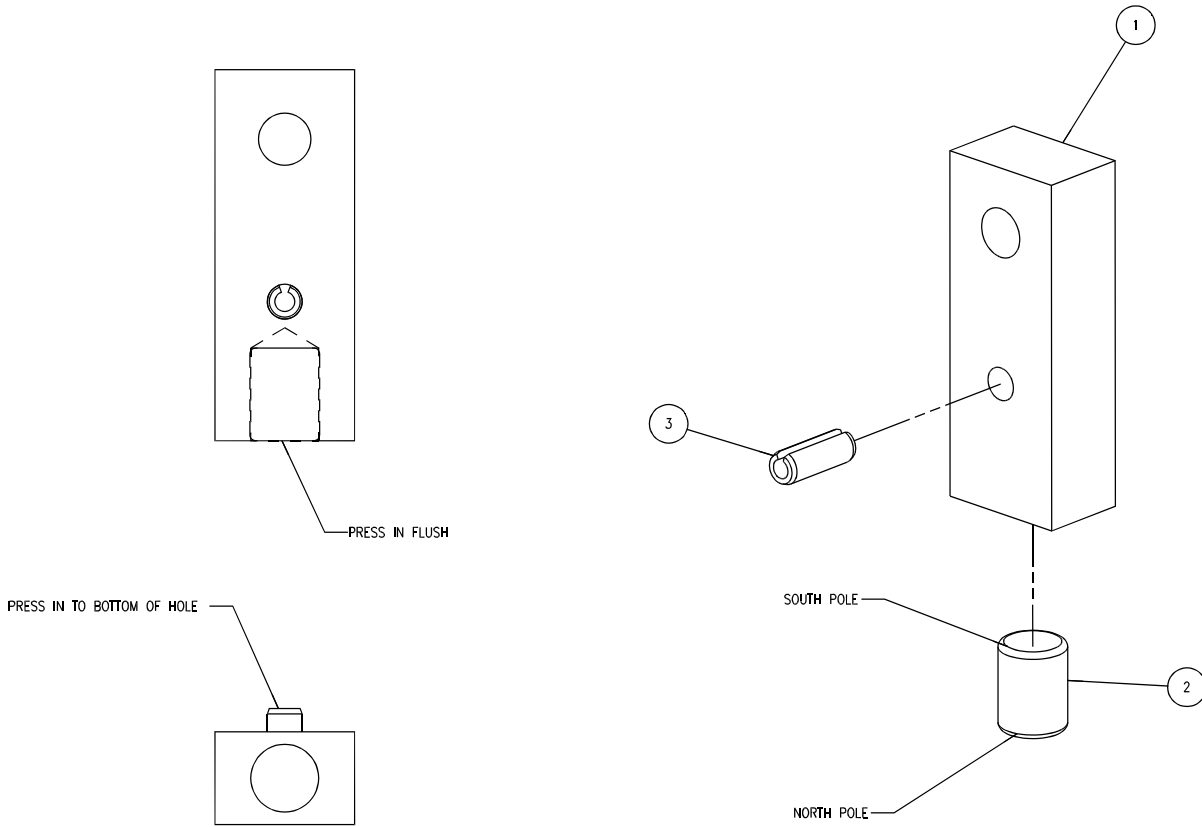 1
3
PRESS IN FLUSH
PRESS IN TO BOTTOM OF HOLE
SOUTH POLE
2
NORTH POLE